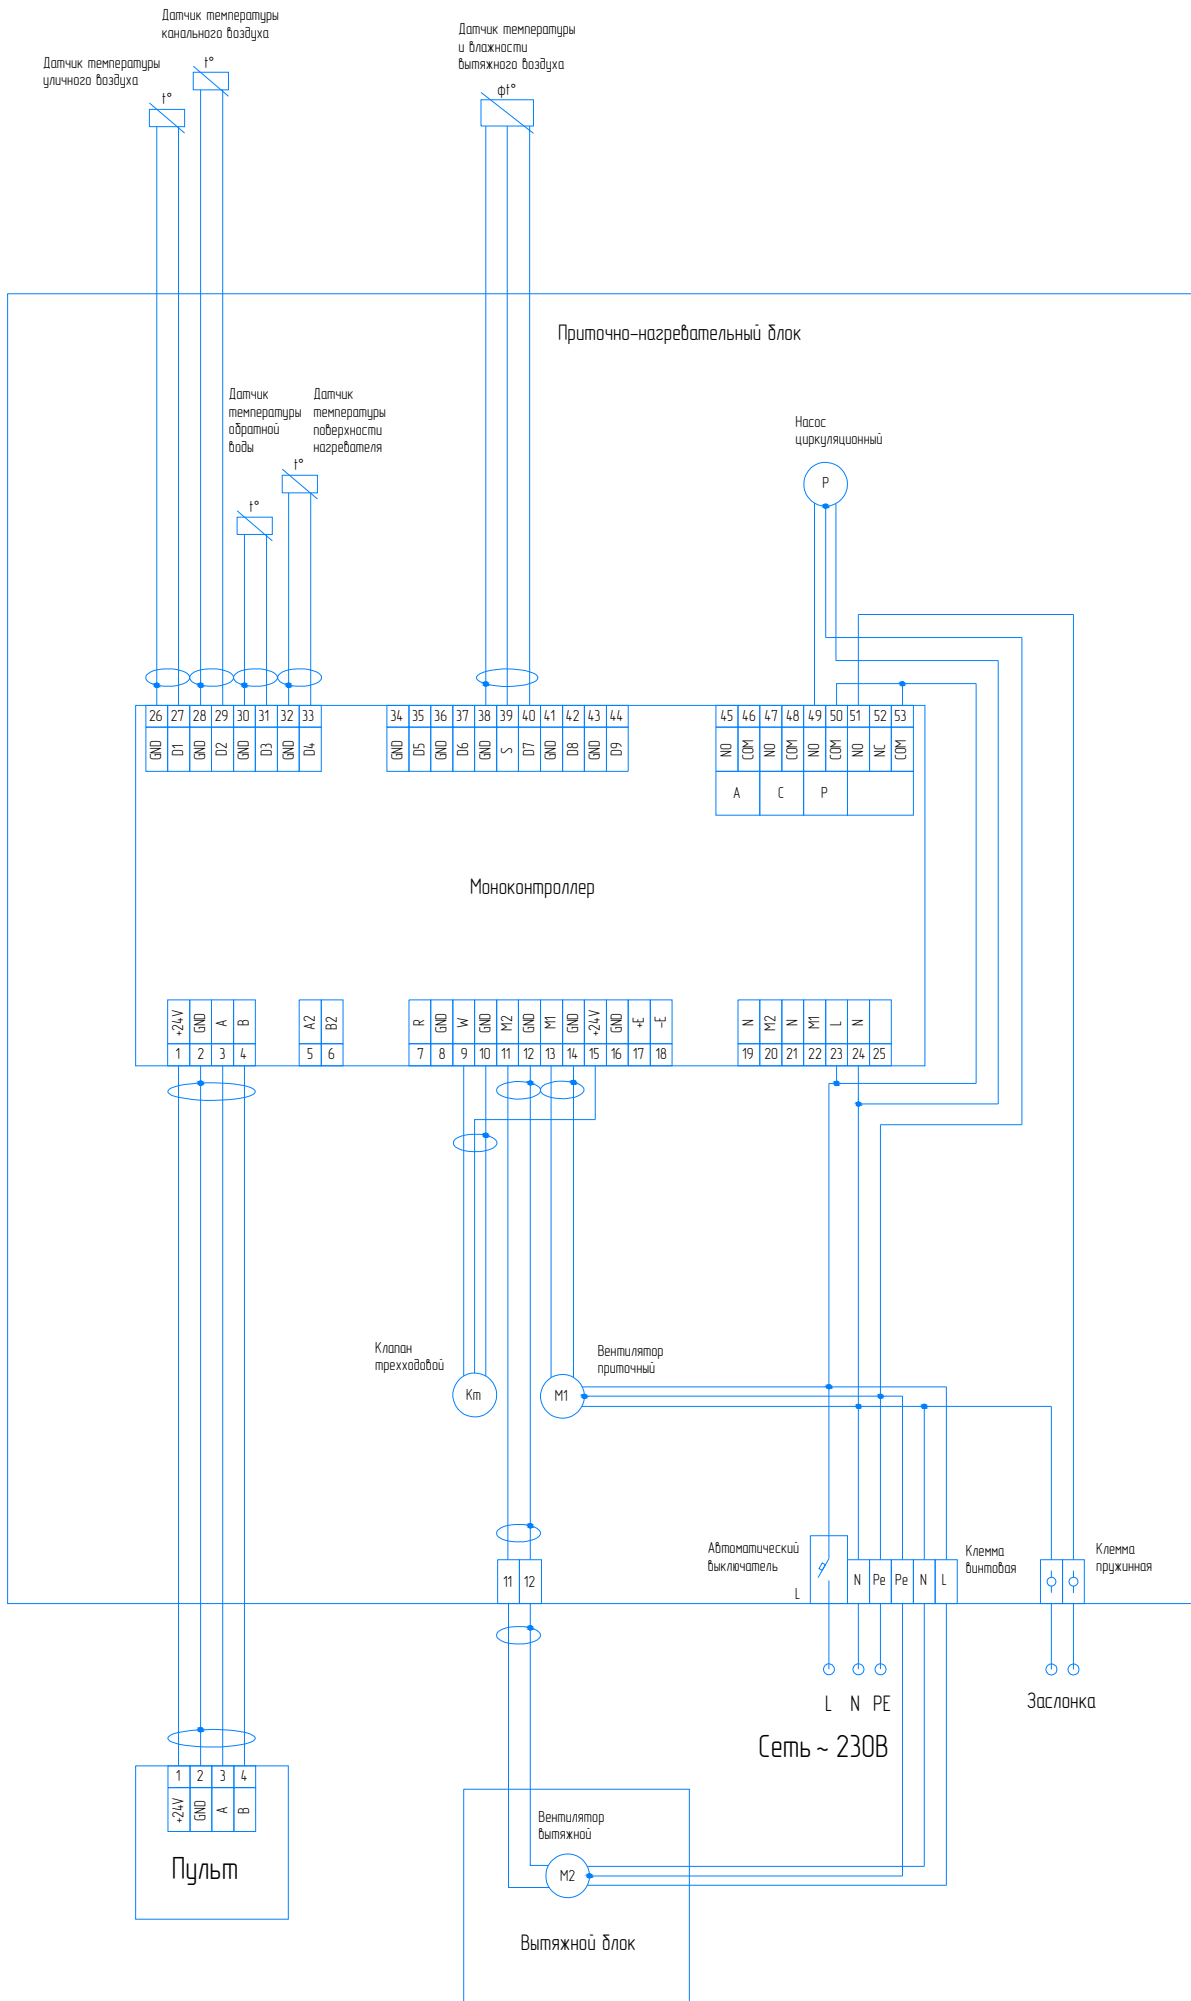 Датчик температуры
канального воздуха
t°
Датчик температуры
уличного воздуха
t°
Датчик температуры
и влажности
вытяжного воздуха
φt°
Приточно-нагревательный блок
Датчик
температуры
обратной
воды
t°
Датчик
температуры
поверхности
нагревателя
t°
Насос
циркуляционный
P
26 27 28 29 30 31 32 33
GND D1 GND D2 GND D3 GND D4
34 35 36 37 38 39 40 41 42 43 44
GND D5 GND D6 GND S D7 GND D8 GND D9
45 46 47 48 49 50 51 52 53
NO COM NO COM NO COM NO NC COM
A C P
Моноконтроллер
+24V GND A B
1 2 3 4
A2 B2
5 6
R GND W GND M2 GND M1 GND +24V GND +E -E
7 8 9 10 11 12 13 14 15 16 17 18
N M2 N M1 L N
19 20 21 22 23 24 25
Клапан
трехходовой
Km
Вентилятор
приточный
M1
11 12
Автоматический
выключатель
L
N Pe Pe N L
Клемма
винтовая
Клемма
пружинная
L N PE
Сеть ~ 230В
Заслонка
1 2 3 4
+24V GND A B
Пульт
Вентилятор
вытяжной
M2
Вытяжной блок